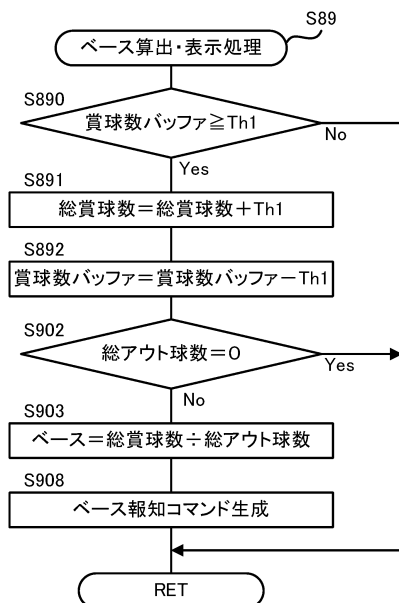 S89
ベース算出・表示処理
S890
賞球数バッファ≧Th1
No
Yes
S891
総賞球数＝総賞球数＋Th1
S892
賞球数バッファ＝賞球数バッファ－Th1
S902
総アウト球数＝0
Yes
No
S903
ベース＝総賞球数÷総アウト球数
S908
ベース報知コマンド生成
RET